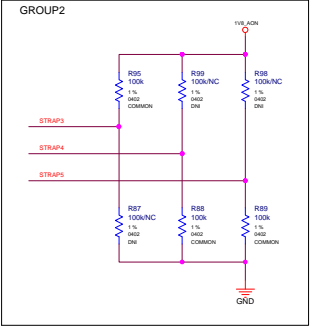 GROUP2
1V8_AON
R95
100k
1 %
0402
COMMON
R99
100k/NC
1 %
0402
DNI
R98
100k/NC
1 %
0402
DNI
STRAP3
STRAP4
STRAP5
R87
100k/NC
1 %
0402
DNI
R88
100k
1 %
0402
COMMON
R89
100k
1 %
0402
COMMON
GND